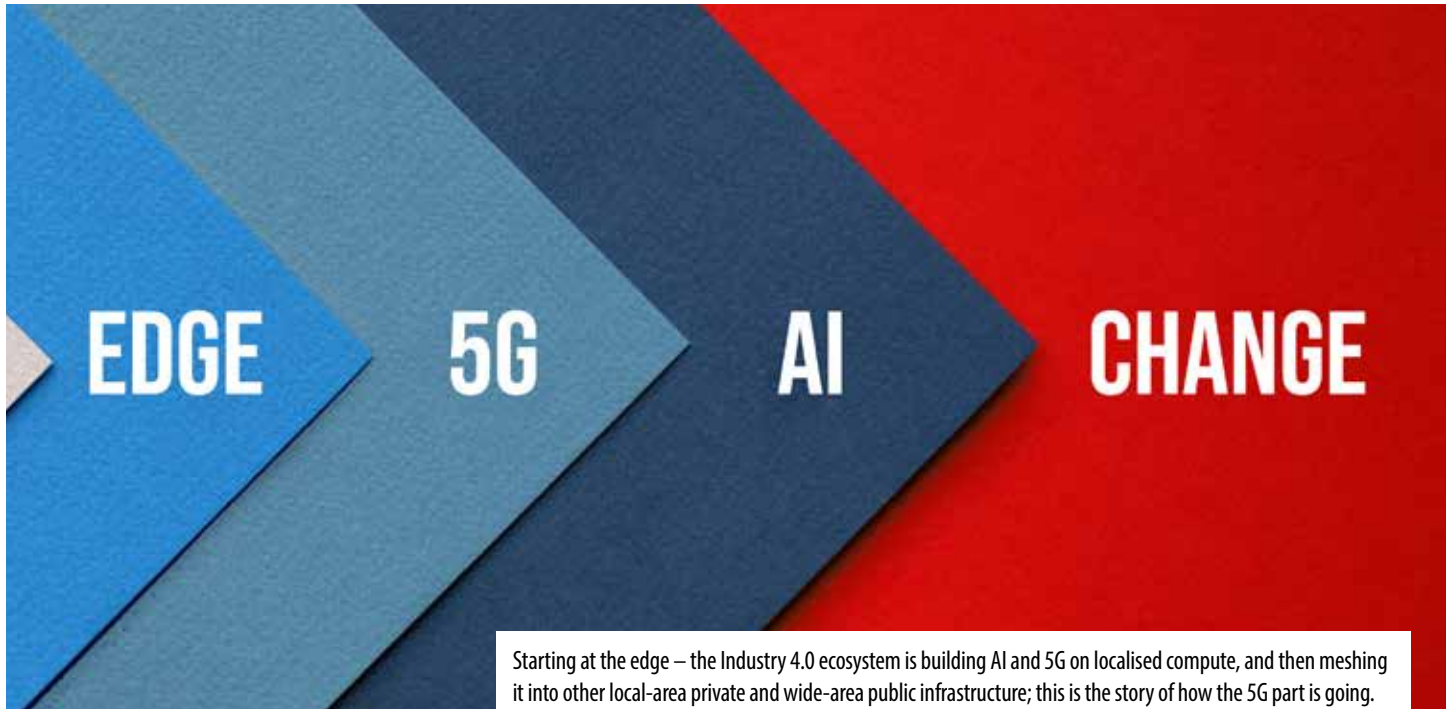 EDGE 5G AI CHANGE
Starting at the edge – the Industry 4.0 ecosystem is building AI and 5G on localised compute, and then meshing
it into other local-area private and wide-area public infrastructure; this is the story of how the 5G part is going.